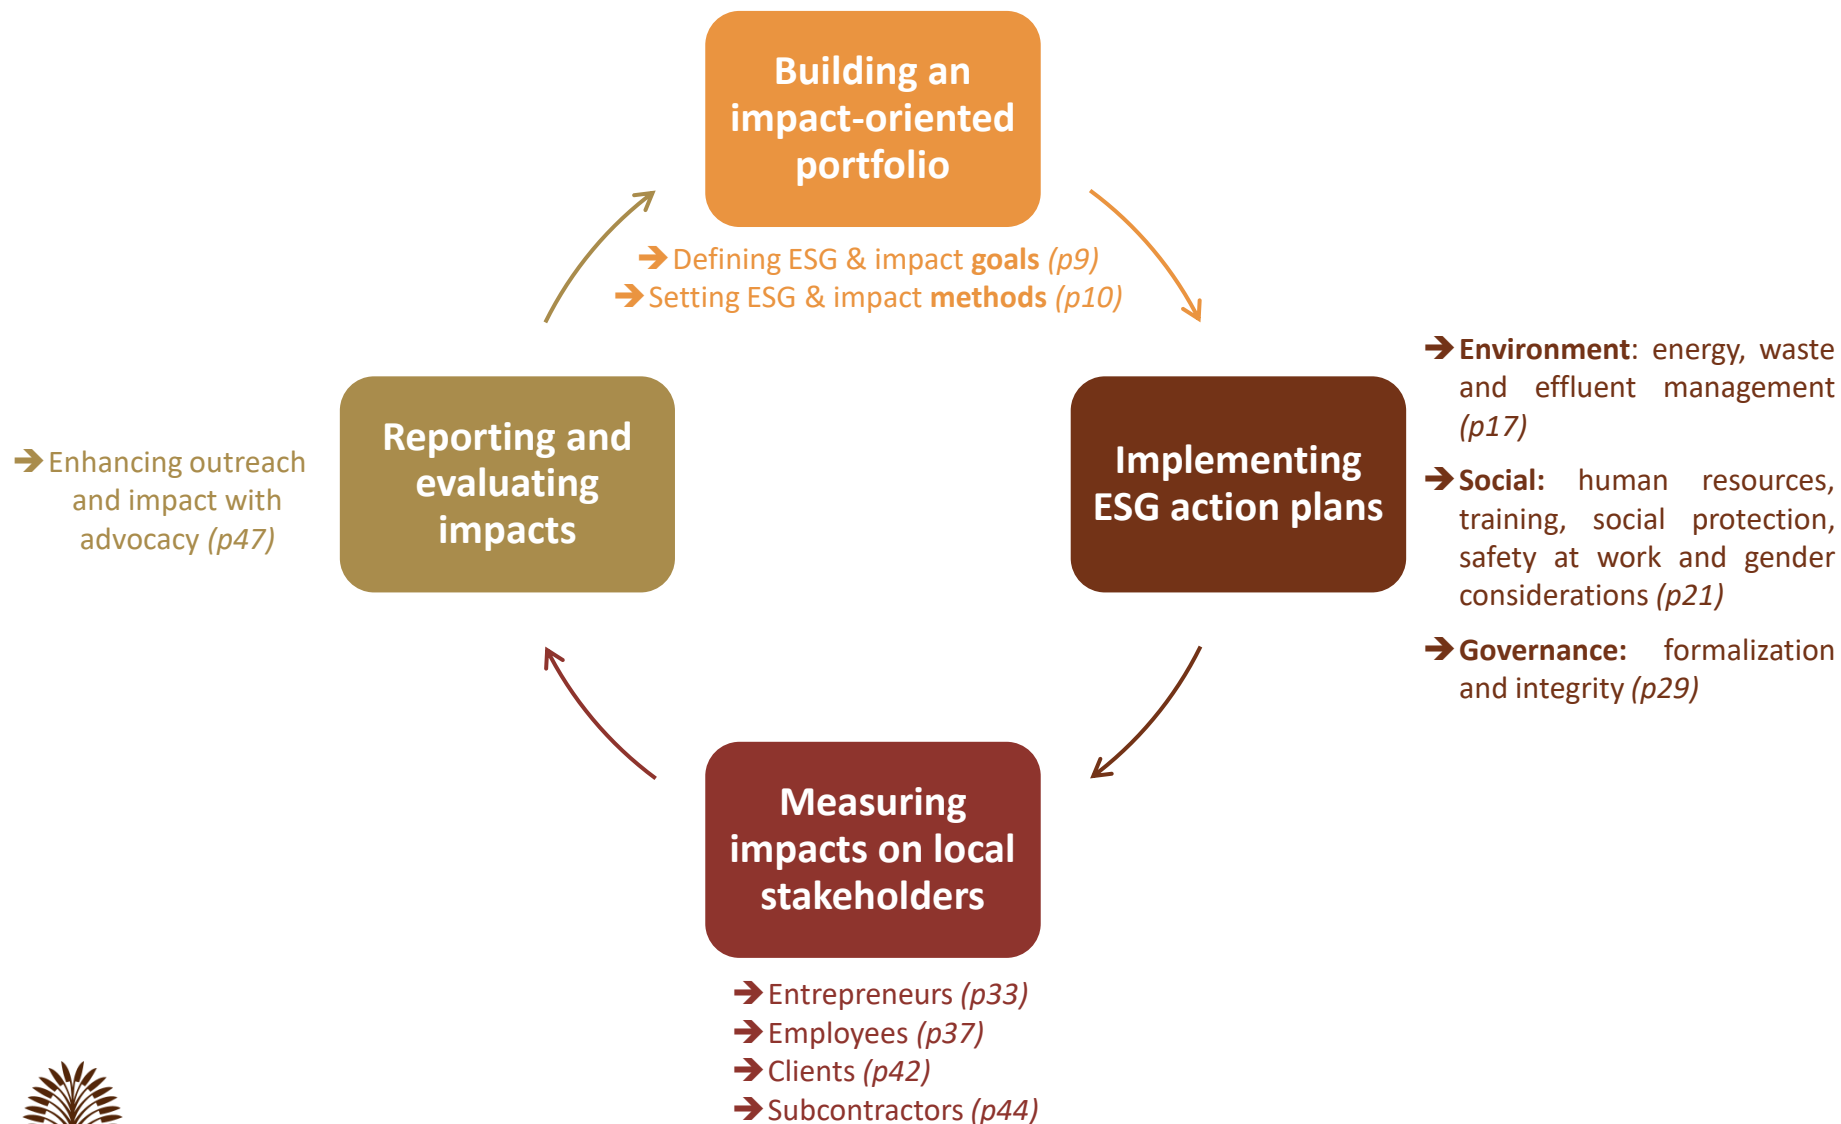 Building an
impact-oriented
portfolio
➔ Defining ESG & impact goals (p9)
➔ Setting ESG & impact methods (p10)
➔ Environment: energy, waste
and effluent management
(p17)
➔ Social: human resources,
training, social protection,
safety at work and gender
considerations (p21)
➔ Governance: formalization
and integrity (p29)
Implementing
ESG action plans
Reporting and
evaluating
impacts
➔ Enhancing outreach
and impact with
advocacy (p47)
Measuring
impacts on local
stakeholders
➔ Entrepreneurs (p33)
➔ Employees (p37)
➔ Clients (p42)
➔ Subcontractors (p44)